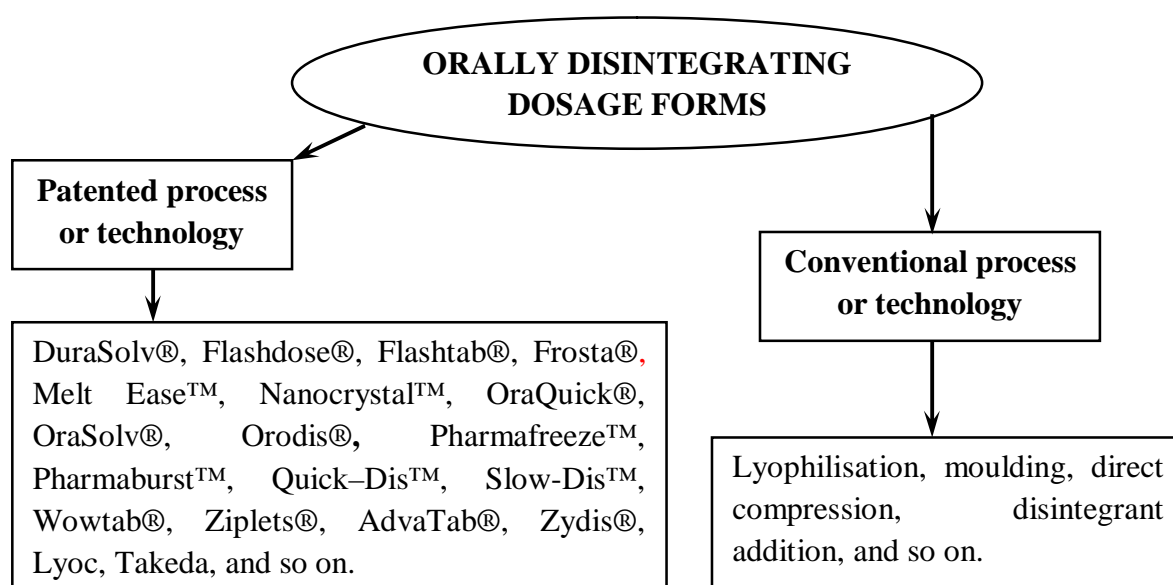 ORALLY DISINTEGRATING
DOSAGE FORMS
Patented process
or technology
DuraSolv®, Flashdose®, Flashtab®, Frosta®,
Melt Ease™, Nanocrystal™, OraQuick®,
OraSolv®, Orodis®, Pharmafreeze™,
Pharmaburst™, Quick–Dis™, Slow-Dis™,
Wowtab®, Ziplets®, AdvaTab®, Zydis®,
Lyoc, Takeda, and so on.
Conventional process
or technology
Lyophilisation, moulding, direct
compression, disintegrant
addition, and so on.